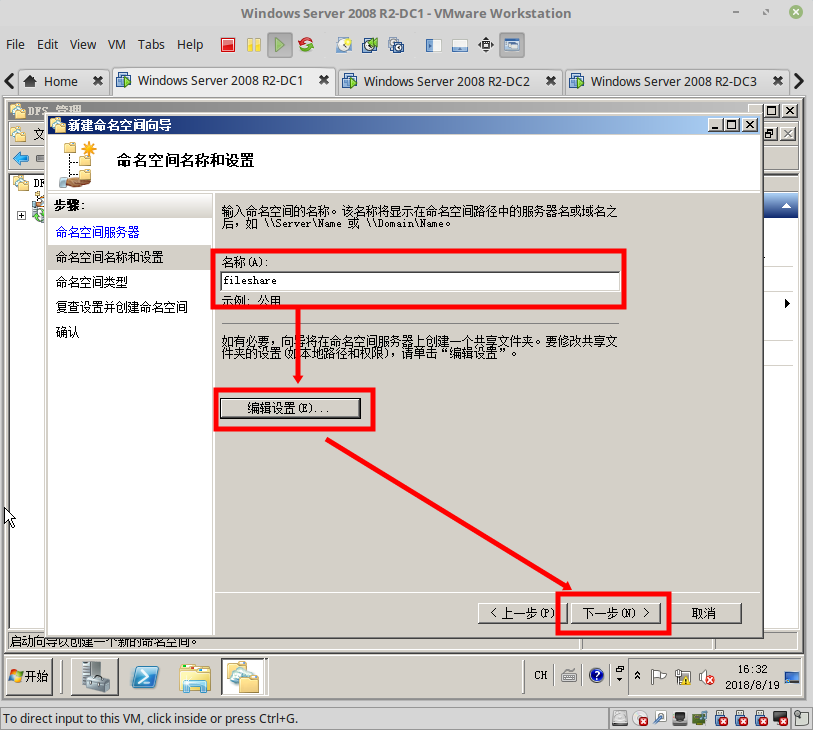 Windows Server 2008 R2-DC1 - VMware Workstation
File Edit View VM Tabs Help
Home
Windows Server 2008 R2-DC1
Windows Server 2008 R2-DC2
Windows Server 2008 R2-DC3
DFS 管理
新建命名空间向导
文
命名空间名称和设置
步骤:
命名空间服务器
命名空间名称和设置
命名空间类型
复查设置并创建命名空间
确认
输入命名空间的名称。该名称将显示在命名空间路径中的服务器名或域名之
后，如 \\Server\Name 或 \\Domain\Name。
名称(A):
fileshare
示例: 公用
如有必要，向导将在命名空间服务器上创建一个共享文件夹。要修改共享文
件夹的设置(如本地路径和权限)，请单击“编辑设置”。
编辑设置(E)...
< 上一步(P)
下一步(N) >
取消
启动向导以创建一个新的命名空间。
开始
CH
16:32
2018/8/19
To direct input to this VM, click inside or press Ctrl+G.